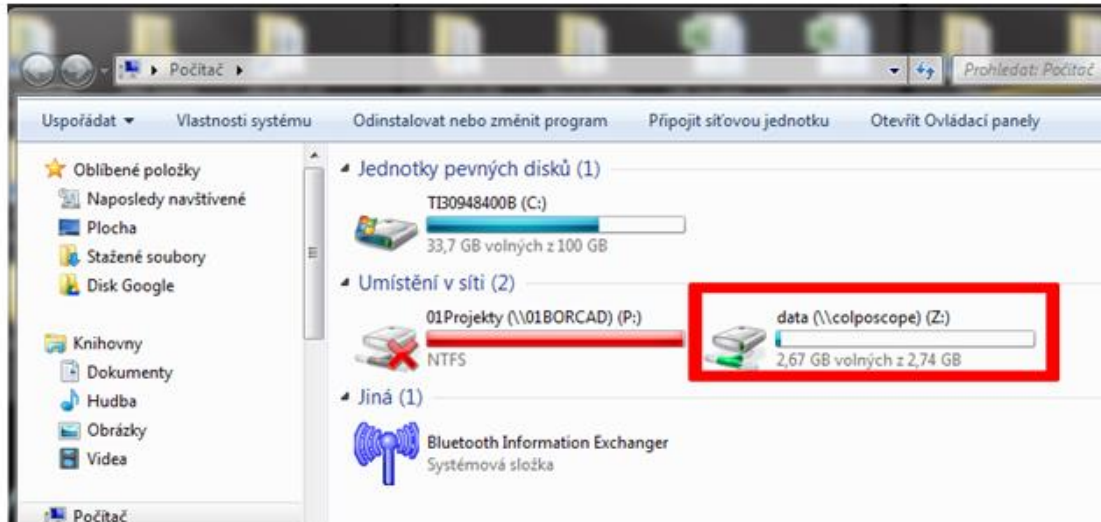 Počítač
Prohledat: Počítač
Uspořádat
Vlastnosti systému
Odinstalovat nebo změnit program
Připojit síťovou jednotku
Otevřít Ovládací panely
Oblíbené položky
Naposledy navštívené
Plocha
Stažené soubory
Disk Google
Knihovny
Dokumenty
Hudba
Obrázky
Videa
Počítač
Jednotky pevných disků (1)
TI30948400B (C:)
33,7 GB volných z 100 GB
Umístění v síti (2)
01Projekty (\\01BORCAD) (P:)
NTFS
data (\\colposcope) (Z:)
2,67 GB volných z 2,74 GB
Jiná (1)
Bluetooth Information Exchanger
Systémová složka